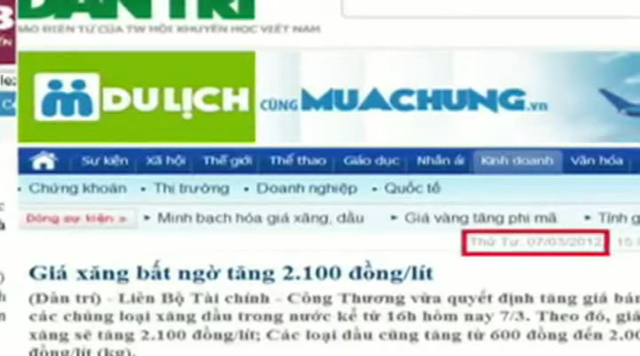 DÂN TRÍ
BÁO ĐIỆN TỬ CỦA TW HỘI KHUYẾN HỌC VIỆT NAM
DU LỊCH CÙNG MUACHUNG.vn
Sự kiện Xã hội Thế giới Thể thao Giáo dục Nhân ái Kinh doanh Văn hóa
Chứng khoán Thị trường Doanh nghiệp Quốc tế
Dòng sự kiện » Minh bạch hóa giá xăng, dầu Giá vàng tăng phi mã
Thứ Tư, 07/03/2012
Giá xăng bất ngờ tăng 2.100 đồng/lít
(Dân trí) - Liên Bộ Tài chính - Công Thương vừa quyết định tăng giá bán
các chủng loại xăng dầu trong nước kể từ 16h hôm nay 7/3. Theo đó, giá
xăng sẽ tăng 2.100 đồng/lít; Các loại dầu cũng tăng từ 600 đồng đến
đồng/lít (kg).